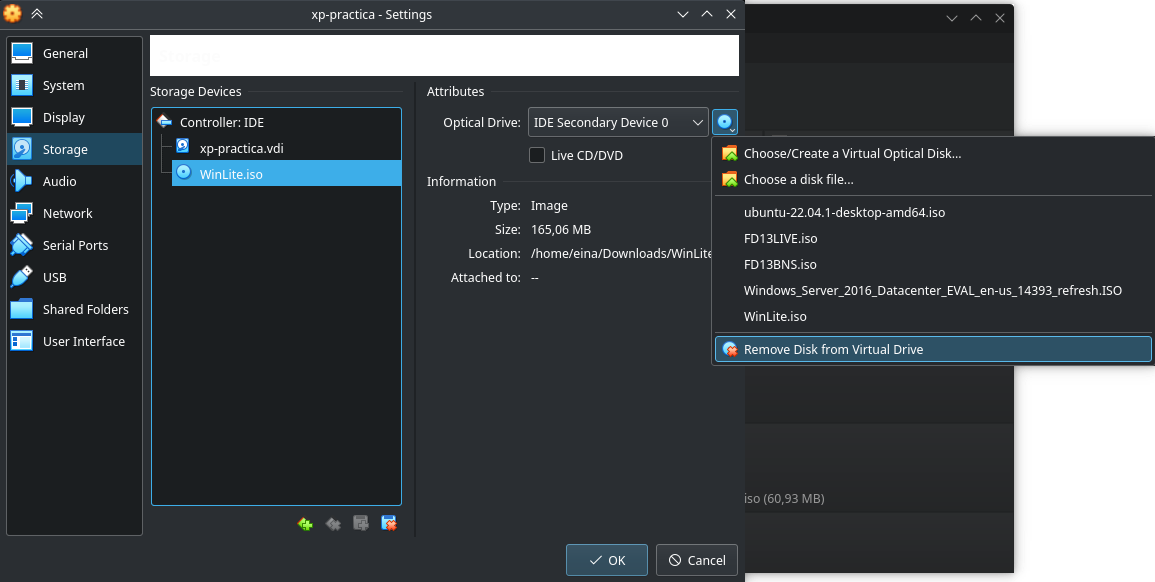 xp-practica - Settings
General
System
Display
Storage
Audio
Network
Serial Ports
USB
Shared Folders
User Interface
Storage Devices
Controller: IDE
xp-practica.vdi
WinLite.iso
Attributes
Optical Drive: IDE Secondary Device 0
Live CD/DVD
Information
Type: Image
Size: 165,06 MB
Location: /home/eina/Downloads/WinLite
Attached to: --
Choose/Create a Virtual Optical Disk...
Choose a disk file...
ubuntu-22.04.1-desktop-amd64.iso
FD13LIVE.iso
FD13BNS.iso
Windows_Server_2016_Datacenter_EVAL_en-us_14393_refresh.ISO
WinLite.iso
Remove Disk from Virtual Drive
iso (60,93 MB)
OK
Cancel